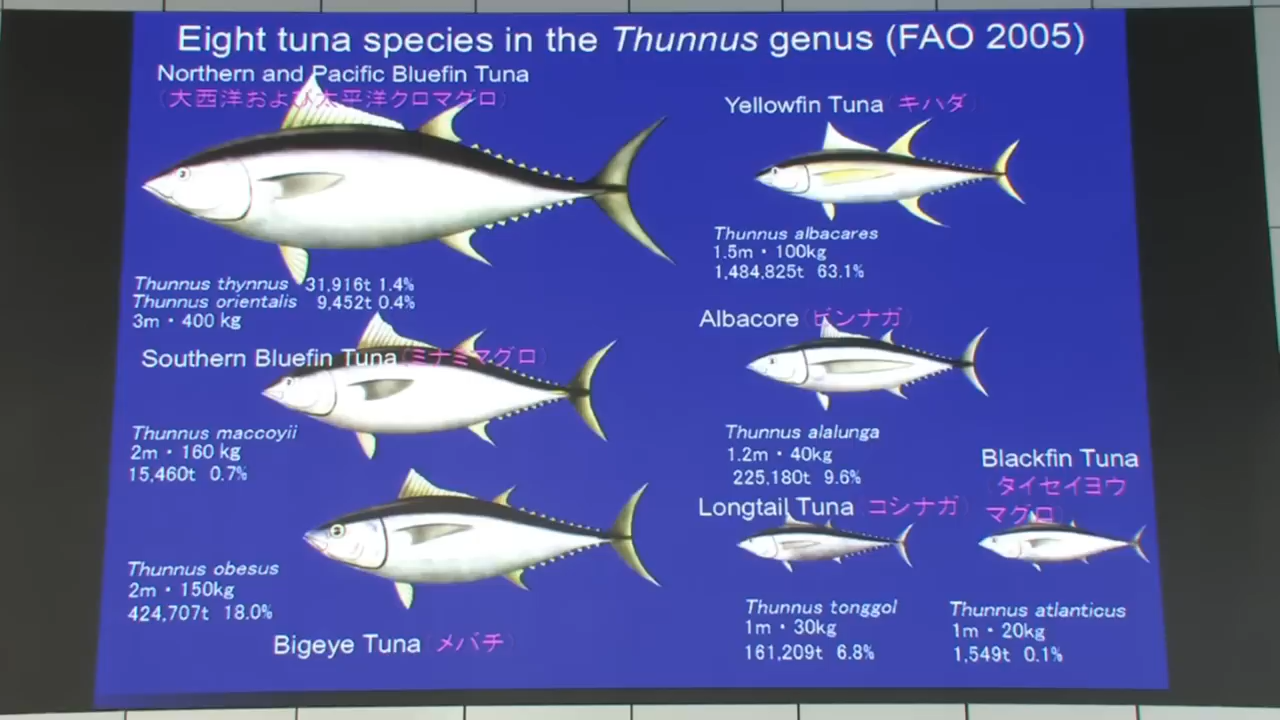 Eight tuna species in the Thunnus genus (FAO 2005)
Northern and Pacific Bluefin Tuna
(大西洋および太平洋クロマグロ)
Thunnus thynnus 31,916t 1.4%
Thunnus orientalis 9,452t 0.4%
3m・400 kg
Southern Bluefin Tuna (ミナミマグロ)
Thunnus maccoyii
2m・160 kg
15,460t 0.7%
Thunnus obesus
2m・150kg
424,707t 18.0%
Bigeye Tuna (メバチ)
Yellowfin Tuna (キハダ)
Thunnus albacares
1.5m・100kg
1,484,825t 63.1%
Albacore (ビンナガ)
Thunnus alalunga
1.2m・40kg
225,180t 9.6%
Longtail Tuna (コシナガ)
Thunnus tonggol
1m・30kg
161,209t 6.8%
Blackfin Tuna
(タイセイヨウ
マグロ)
Thunnus atlanticus
1m・20kg
1,549t 0.1%